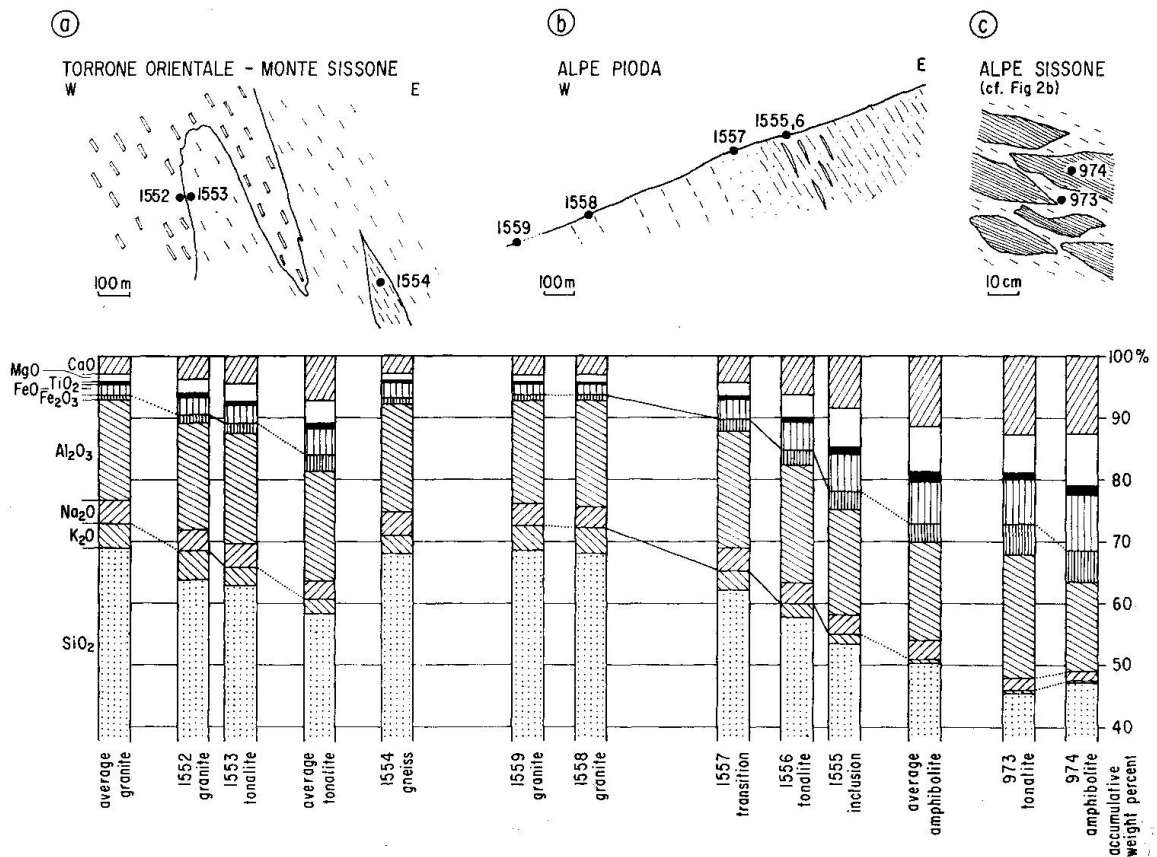 a
TORRONE ORIENTALE - MONTE SISSONE
W E
1552 1553
1554
100m
b
ALPE PIODA
W E
1555,6
1557
1558
1559
100m
c
ALPE SISSONE
(cf. Fig 2b)
974
973
10 cm
CaO
MgO
TiO₂
FeO
Fe₂O₃
Al₂O₃
Na₂O
K₂O
SiO₂
100%
90
80
70
60
50
40
average
granite
1552
granite
1553
tonalite
average
tonalite
1554
gneiss
1559
granite
1558
granite
1557
transition
1556
tonalite
1555
inclusion
average
amphibolite
973
tonalite
974
amphibolite
accumulative
weight percent